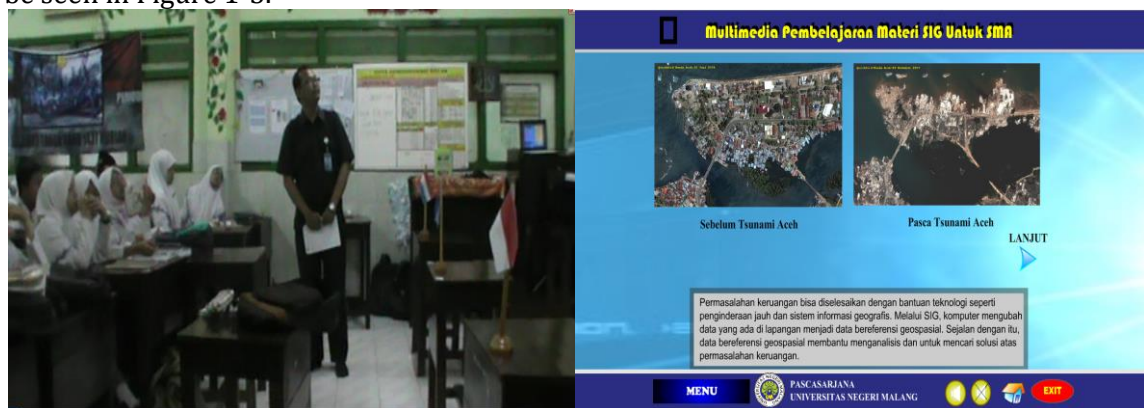 be seen in Figure 1-3.
Multimedia Pembelajaran Materi SIG Untuk SMA
Sebelum Tsunami Aceh
Pasca Tsunami Aceh
LANJUT
Permasalahan keruangan bisa diselesaikan dengan bantuan teknologi seperti
penginderaan jauh dan sistem informasi geografis. Melalui SIG, komputer mengubah
data yang ada di lapangan menjadi data bereferensi geospasial. Sejalan dengan itu,
data bereferensi geospasial membantu menganalisis dan untuk mencari solusi atas
permasalahan keruangan.
MENU
PASCASARJANA
UNIVERSITAS NEGERI MALANG
EXIT